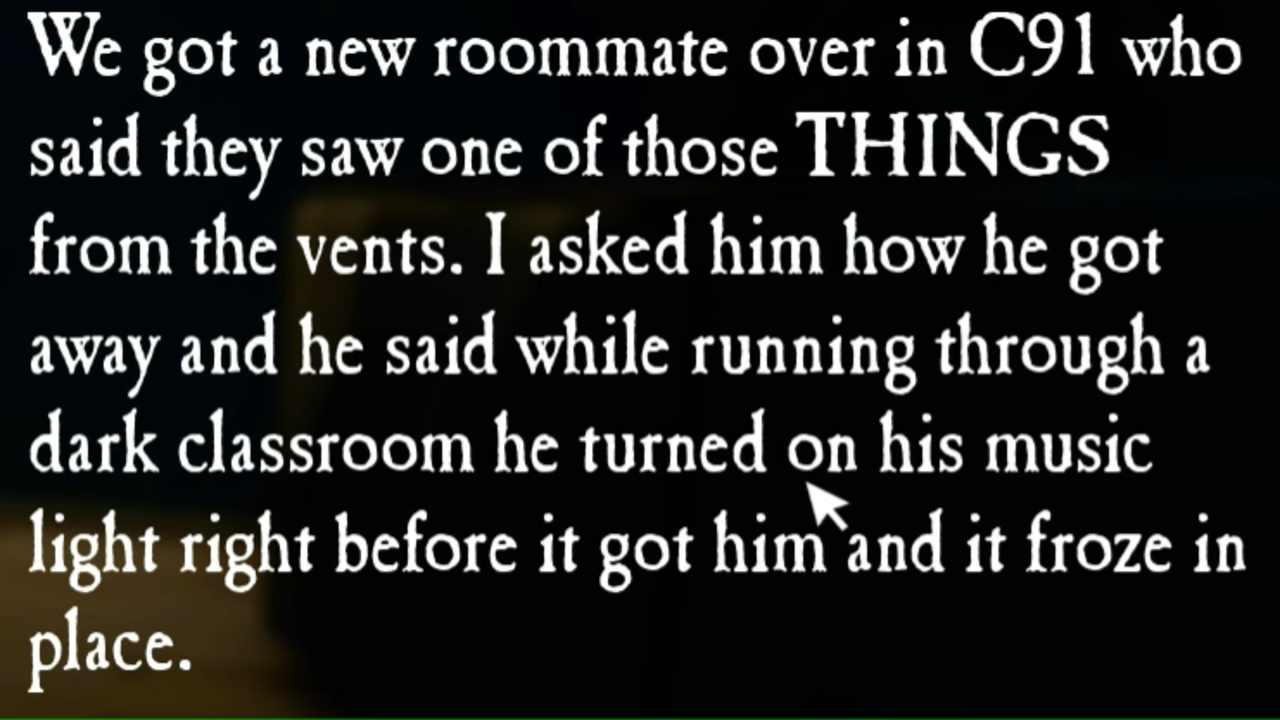 We got a new roommate over in C91 who
said they saw one of those THINGS
from the vents. I asked him how he got
away and he said while running through a
dark classroom he turned on his music
light right before it got him and it froze in
place.